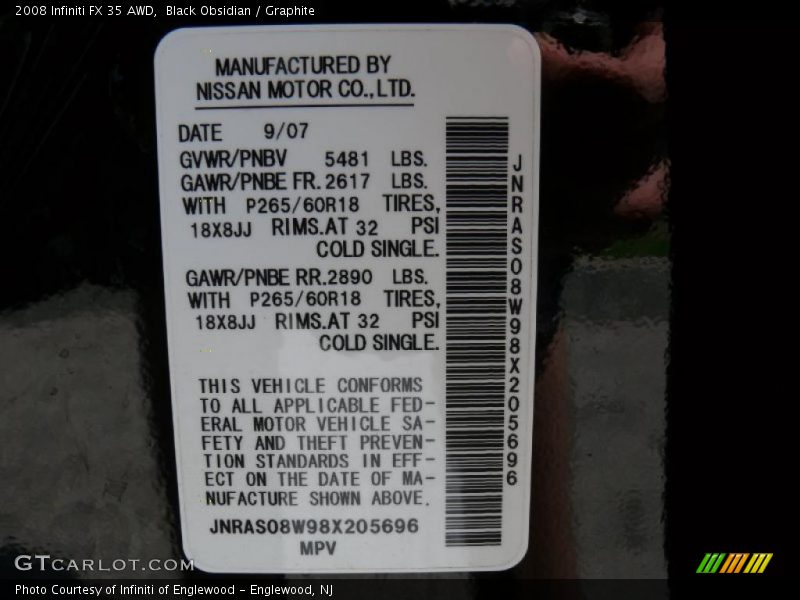 2008 Infiniti FX 35 AWD, Black Obsidian / Graphite
MANUFACTURED BY
NISSAN MOTOR CO., LTD.
DATE 9/07
GVWR/PNBV 5481 LBS.
GAWR/PNBE FR. 2617 LBS.
WITH P265/60R18 TIRES,
18X8JJ RIMS.AT 32 PSI
COLD SINGLE.
GAWR/PNBE RR. 2890 LBS.
WITH P265/60R18 TIRES,
18X8JJ RIMS.AT 32 PSI
COLD SINGLE.
THIS VEHICLE CONFORMS
TO ALL APPLICABLE FED-
ERAL MOTOR VEHICLE SA-
FETY AND THEFT PREVEN-
TION STANDARDS IN EFF-
ECT ON THE DATE OF MA-
NUFACTURE SHOWN ABOVE.
JNRAS08W98X205696
MPV
JNRAS08W98X205696
GTCARLOT.COM
Photo Courtesy of Infiniti of Englewood - Englewood, NJ